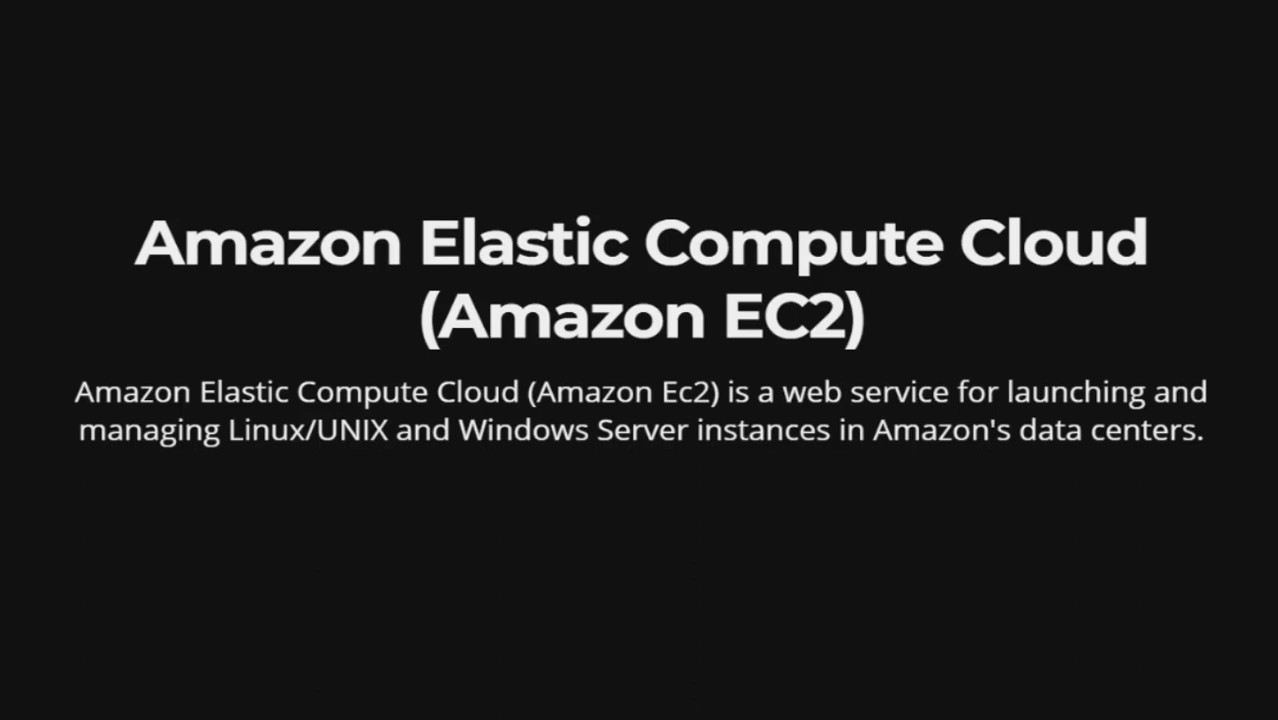 Amazon Elastic Compute Cloud
(Amazon EC2)
Amazon Elastic Compute Cloud (Amazon Ec2) is a web service for launching and
managing Linux/UNIX and Windows Server instances in Amazon's data centers.